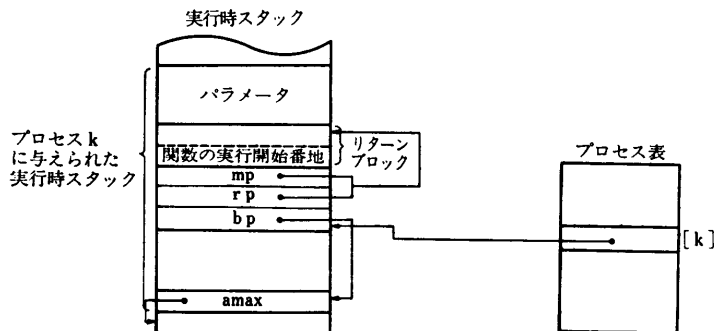 実行時スタック
パラメータ
リターン
ブロック
関数の実行開始番地
プロセスk
に与えられた
実行時スタック
mp
rp
bp
amax
プロセス表
[k]